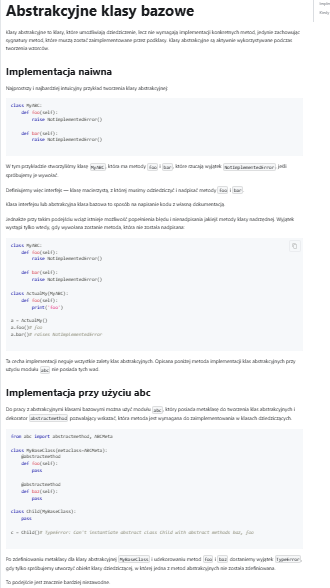 Abstrakcyjne klasy bazowe
Klasy abstrakcyjne to klasy, które umożliwiają dziedziczenie, lecz nie wymagają implementacji konkretnych metod, jedynie zachowując
sygnatury metod, które muszą zostać zaimplementowane przez podklasy. Klasy abstrakcyjne są aktywnie wykorzystywane podczas
tworzenia wzorców.
Implementacja naiwna
Najprostszy i najbardziej intuicyjny przykład tworzenia klasy abstrakcyjnej:
class MyABC:
def foo(self):
raise NotImplementedError()
def bar(self):
raise NotImplementedError()
W tym przykładzie stworzyliśmy klasę MyABC, która ma metody foo i bar, które rzucają wyjątek NotImplementedError, jeśli
spróbujemy je wywołać.
Definiujemy więc interfejs — klasę macierzystą, z której musimy odziedziczyć i nadpisać metody foo i bar.
Klasa interfejsu lub abstrakcyjna klasa bazowa to sposób na napisanie kodu z własną dokumentacją.
Jednakże przy takim podejściu wciąż istnieje możliwość popełnienia błędu i nienadpisania jakiejś metody klasy nadrzędnej. Wyjątek
wystąpi tylko wtedy, gdy wywołana zostanie metoda, która nie została nadpisana:
class MyABC:
def foo(self):
raise NotImplementedError()
def bar(self):
raise NotImplementedError()
class ActualMy(MyABC):
def foo(self):
print('foo')
a = ActualMy()
a.foo()# foo
a.bar()# raises NotImplementedError
Ta cecha implementacji neguje wszystkie zalety klas abstrakcyjnych. Opisana poniżej metoda implementacji klas abstrakcyjnych przy
użyciu modułu abc nie posiada tych wad.
Implementacja przy użyciu abc
Do pracy z abstrakcyjnymi klasami bazowymi można użyć modułu abc, który posiada metaklasę do tworzenia klas abstrakcyjnych i
dekorator abstractmethod pozwalający wskazać, która metoda jest wymagana do zaimplementowania w klasach dziedziczących.
from abc import abstractmethod, ABCMeta
class MyBaseClass(metaclass=ABCMeta):
@abstractmethod
def foo(self):
pass
@abstractmethod
def baz(self):
pass
class Child(MyBaseClass):
pass
c = Child()# TypeError: Can't instantiate abstract class Child with abstract methods baz, foo
Po zdefiniowaniu metaklasy dla klasy abstrakcyjnej MyBaseClass i udekorowaniu metod foo i baz dostaniemy wyjątek TypeError,
gdy tylko spróbujemy utworzyć obiekt klasy dziedziczącej, w której jedna z metod abstrakcyjnych nie została zdefiniowana.
To podejście jest znacznie bardziej niezawodne.